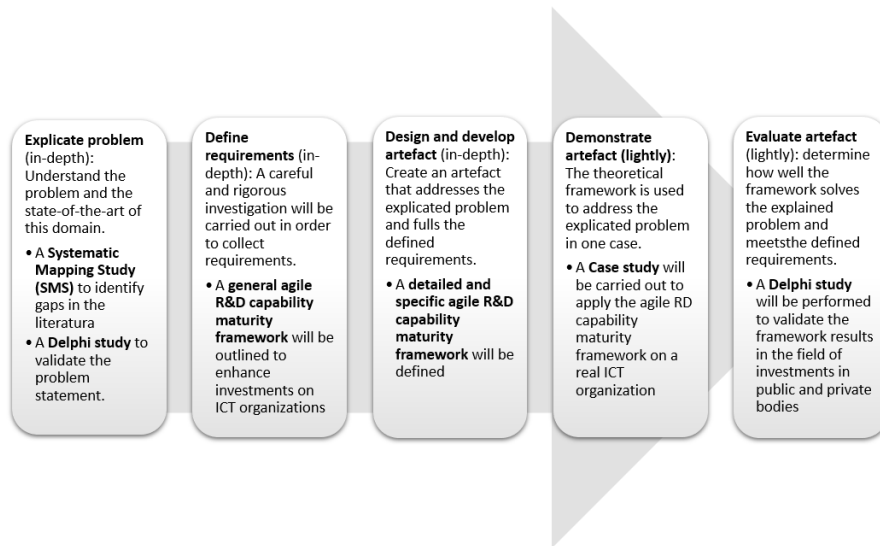 Explicate problem
(in-depth):
Understand the
problem and the
state-of-the-art of
this domain.
• A Systematic
Mapping Study
(SMS) to identify
gaps in the
literatura
• A Delphi study to
validate the
problem
statement.
Define
requirements (in-
depth): A careful
and rigorous
investigation will be
carried out in order
to collect
requirements.
• A general agile
R&D capability
maturity
framework will be
outlined to
enhance
investments on
ICT organizations
Design and develop
artefact (in-depth):
Create an artefact
that addresses the
explicated problem
and fulls the
defined
requirements.
• A detailed and
specific agile R&D
capability
maturity
framework will be
defined
Demonstrate
artefact (lightly):
The theoretical
framework is used
to address the
explicated problem
in one case.
• A Case study will
be carried out to
apply the agile RD
capability
maturity
framework on a
real ICT
organization
Evaluate artefact
(lightly): determine
how well the
framework solves
the explained
problem and
meetsthe defined
requirements.
• A Delphi study
will be performed
to validate the
framework results
in the field of
investments in
public and private
bodies